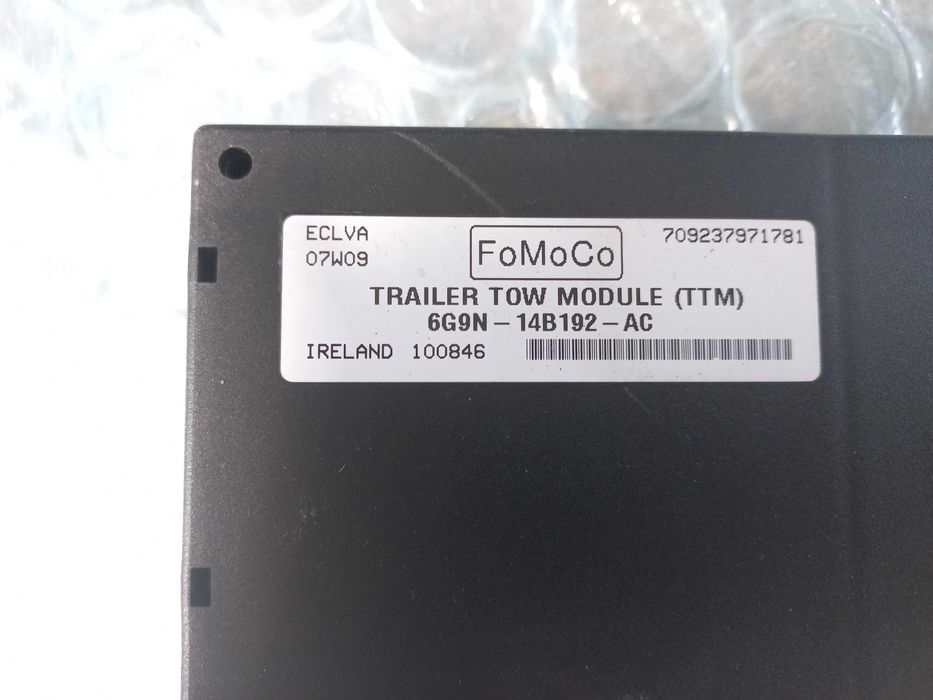 ECLVA
07W09
FoMoCo
709237971781
TRAILER TOW MODULE (TTM)
6G9N - 14B192 - AC
IRELAND 100846